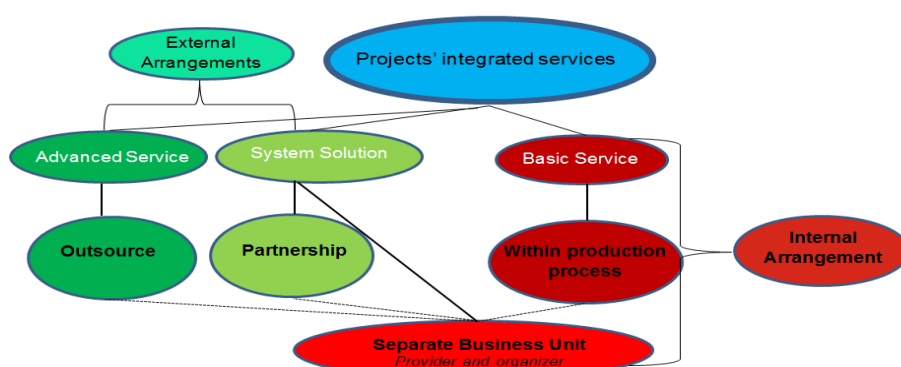 External
Arrangements
Projects' integrated services
Advanced Service
System Solution
Basic Service
Outsource
Partnership
Within production
process
Internal
Arrangement
Separate Business Unit
Provider and organizer